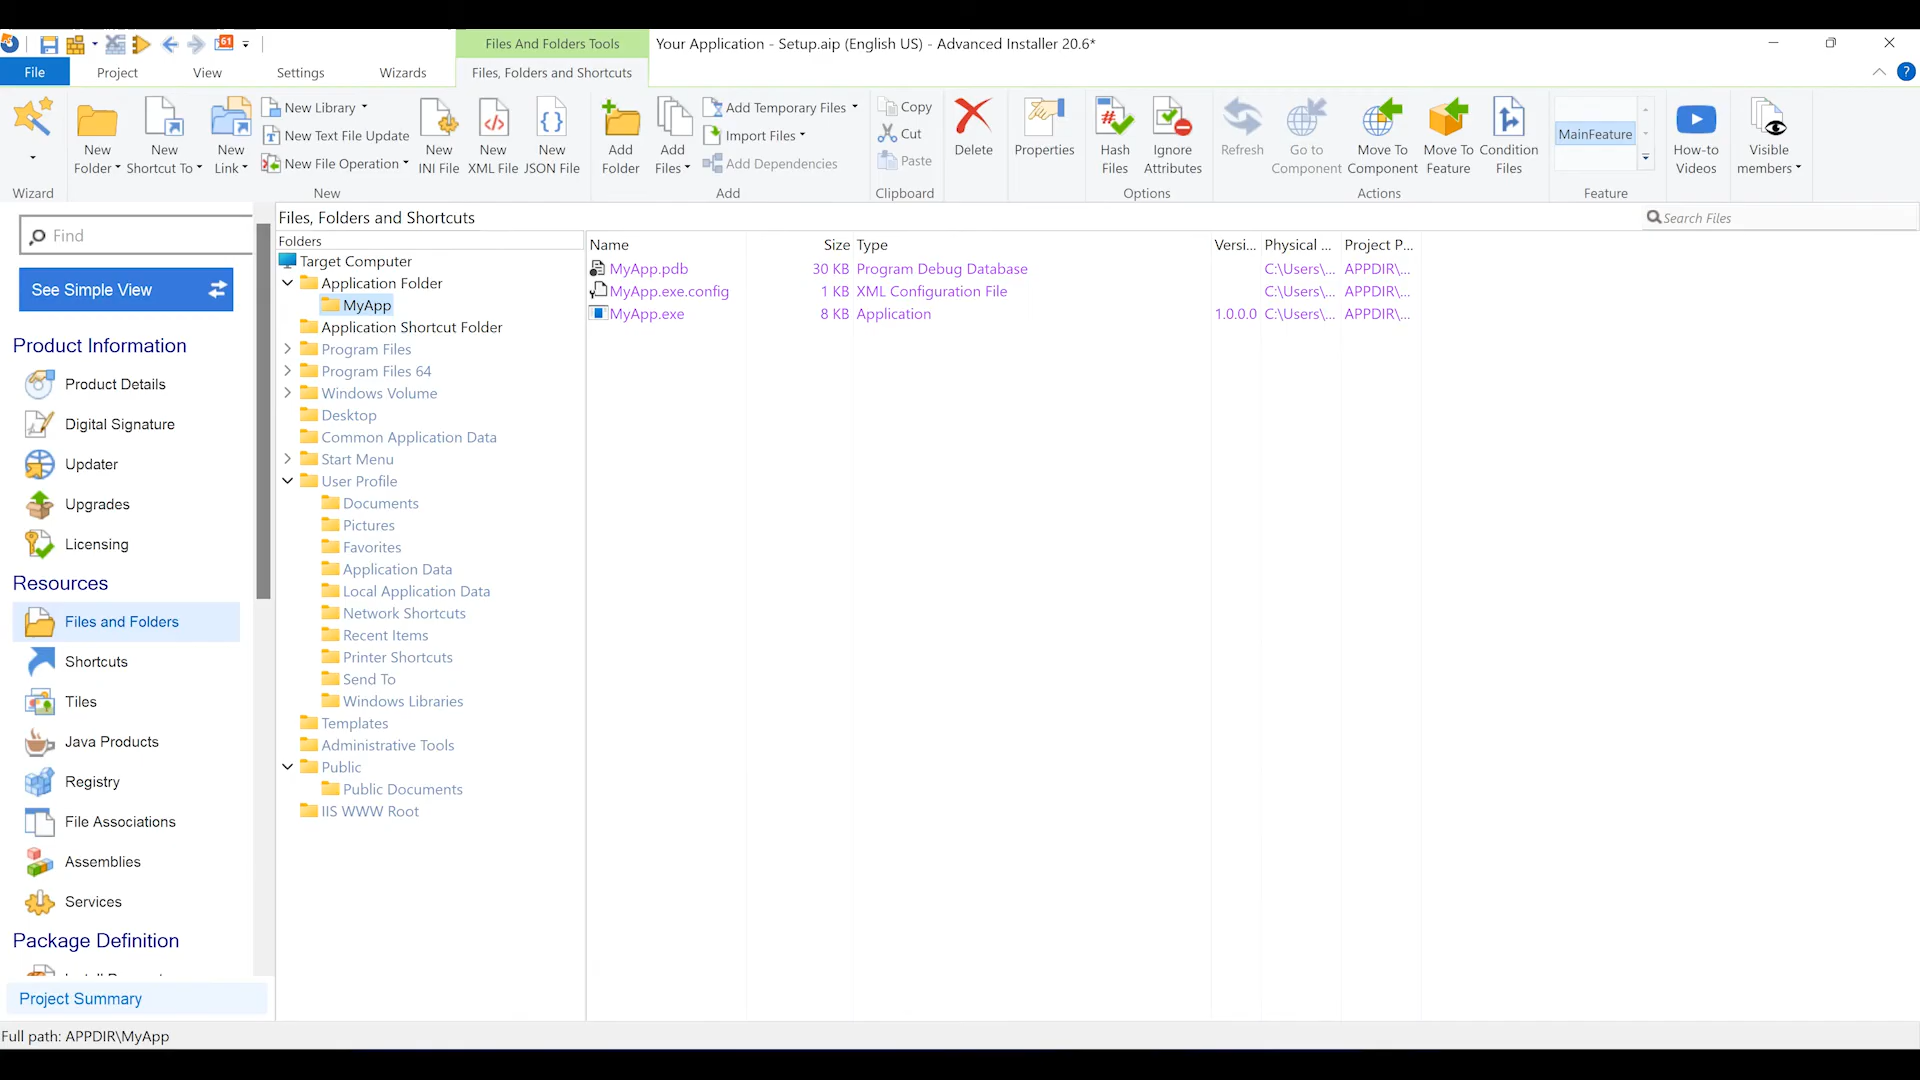 61
Files And Folders Tools
Your Application - Setup.aip (English US) - Advanced Installer 20.6*
File
Project
View
Settings
Wizards
Files, Folders and Shortcuts
?
New Folder
New Shortcut To
New Link
New Library
New Text File Update
New File Operation
New INI File
New XML File
New JSON File
Add Folder
Add Files
Add Temporary Files
Import Files
Add Dependencies
Copy
Cut
Paste
Delete
Properties
Hash Files
Ignore Attributes
Refresh
Go to Component
Move To Component
Move To Feature
Condition Files
MainFeature
How-to Videos
Visible members
Wizard
New
Add
Clipboard
Options
Actions
Feature
Find
See Simple View
Product Information
Product Details
Digital Signature
Updater
Upgrades
Licensing
Resources
Files and Folders
Shortcuts
Tiles
Java Products
Registry
File Associations
Assemblies
Services
Package Definition
Project Summary
Files, Folders and Shortcuts
Search Files
Folders
Target Computer
Application Folder
MyApp
Application Shortcut Folder
Program Files
Program Files 64
Windows Volume
Desktop
Common Application Data
Start Menu
User Profile
Documents
Pictures
Favorites
Application Data
Local Application Data
Network Shortcuts
Recent Items
Printer Shortcuts
Send To
Windows Libraries
Templates
Administrative Tools
Public
Public Documents
IIS WWW Root
Name Size Type Versi... Physical ... Project P...
MyApp.pdb 30 KB Program Debug Database C:\Users\... APPDIR\...
MyApp.exe.config 1 KB XML Configuration File C:\Users\... APPDIR\...
MyApp.exe 8 KB Application 1.0.0.0 C:\Users\... APPDIR\...
Full path: APPDIR\MyApp